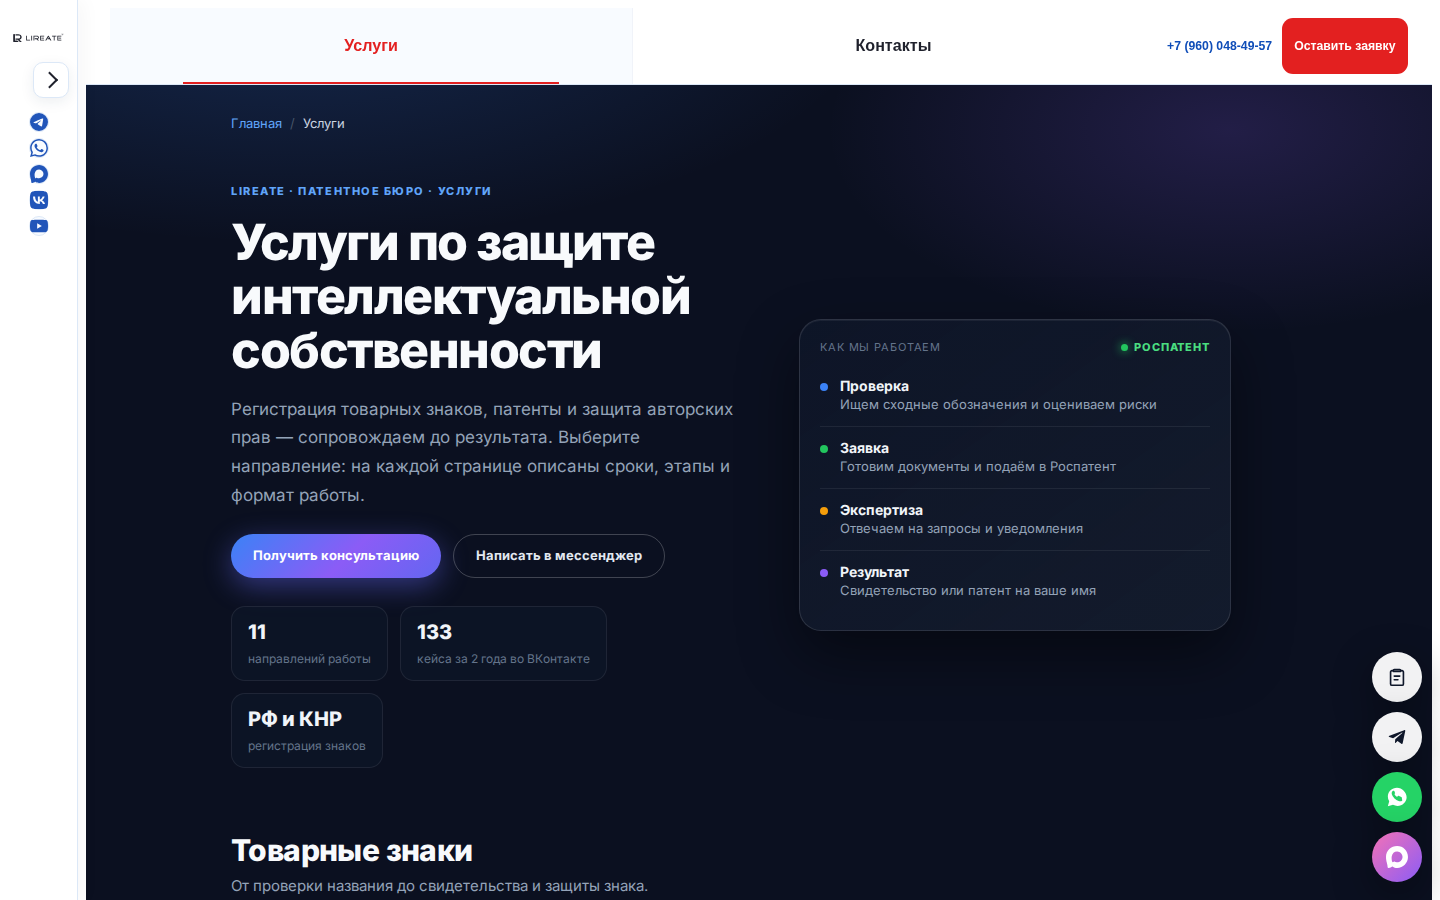 LIREATE
Услуги
Контакты
+7 (960) 048-49-57
Оставить заявку
Главная / Услуги
LIREATE · ПАТЕНТНОЕ БЮРО · УСЛУГИ
Услуги по защите
интеллектуальной
собственности
Регистрация товарных знаков, патенты и защита авторских
прав — сопровождаем до результата. Выберите
направление: на каждой странице описаны сроки, этапы и
формат работы.
Получить консультацию
Написать в мессенджер
11
направлений работы
133
кейса за 2 года во ВКонтакте
РФ и КНР
регистрация знаков
КАК МЫ РАБОТАЕМ
РОСПАТЕНТ
Проверка
Ищем сходные обозначения и оцениваем риски
Заявка
Готовим документы и подаём в Роспатент
Экспертиза
Отвечаем на запросы и уведомления
Результат
Свидетельство или патент на ваше имя
Товарные знаки
От проверки названия до свидетельства и защиты знака.